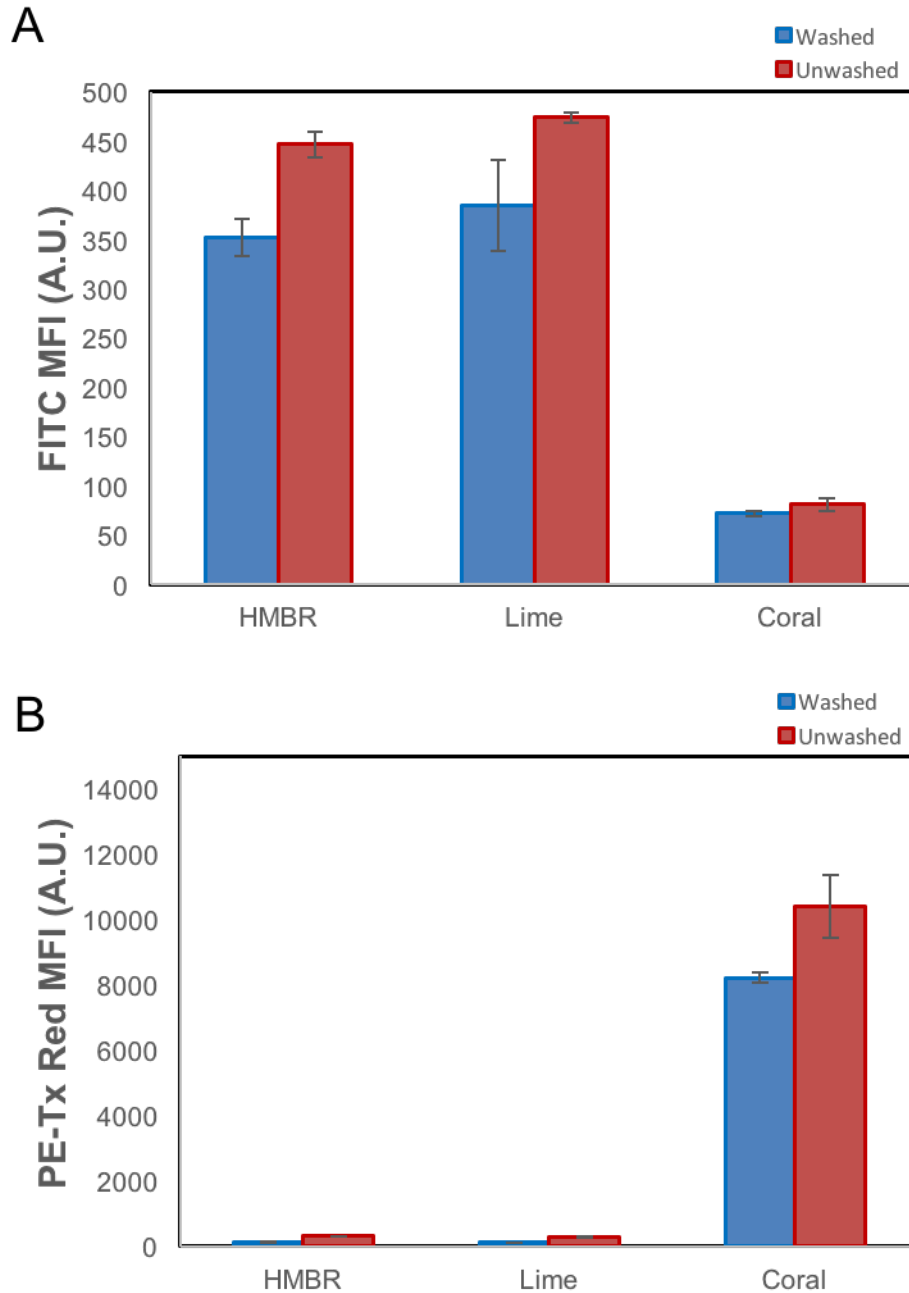 A
Washed
Unwashed
FITC MFI (A.U.)
500
450
400
350
300
250
200
150
100
50
0
HMBR Lime Coral
B
Washed
Unwashed
PE-Tx Red MFI (A.U.)
14000
12000
10000
8000
6000
4000
2000
0
HMBR Lime Coral